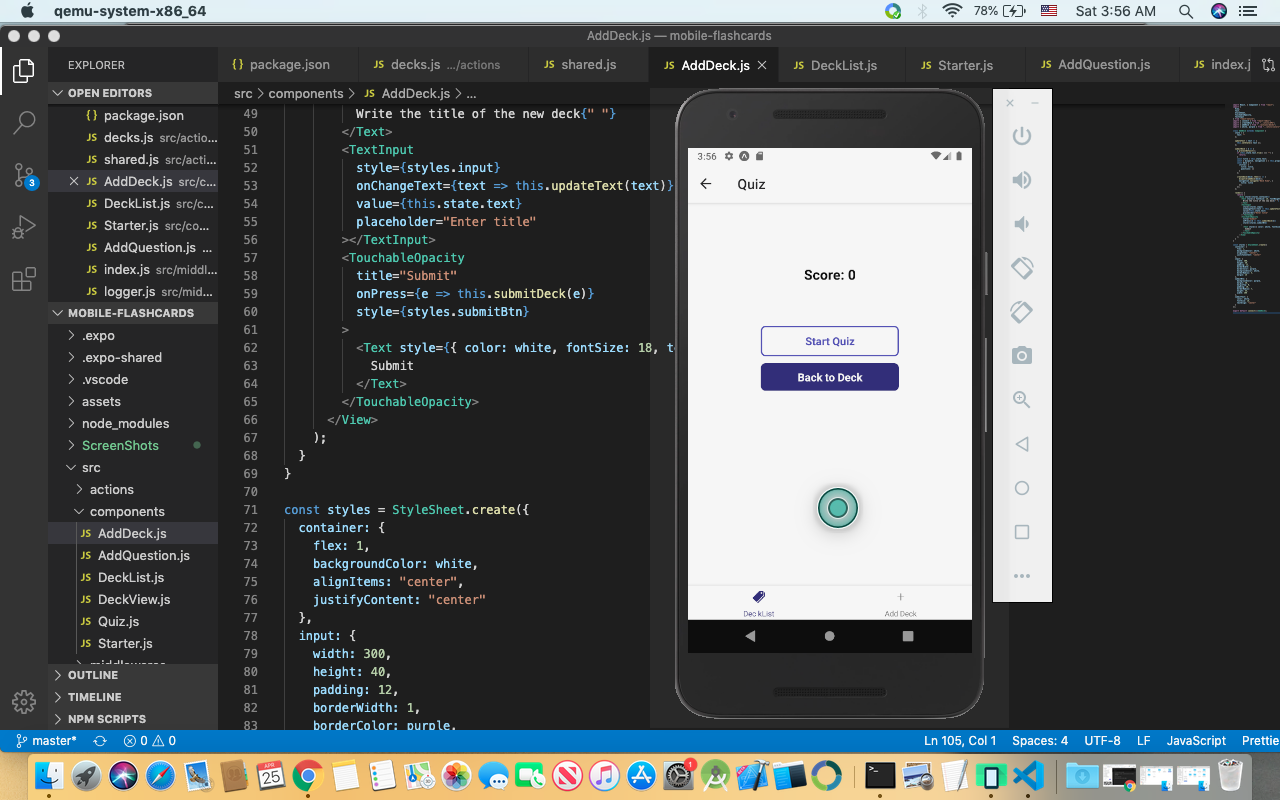 qemu-system-x86_64
78%
Sat 3:56 AM
AddDeck.js — mobile-flashcards
EXPLORER
{} package.json
JS decks.js .../actions
JS shared.js
JS AddDeck.js
JS DeckList.js
JS Starter.js
JS AddQuestion.js
JS index.j
src > components > JS AddDeck.js > ...
OPEN EDITORS
{} package.json
JS decks.js src/actio...
JS shared.js src/acti...
JS AddDeck.js src/c...
JS DeckList.js src/c...
JS Starter.js src/co...
JS AddQuestion.js ...
JS index.js src/middl...
JS logger.js src/mid...
MOBILE-FLASHCARDS
.expo
.expo-shared
.vscode
assets
node_modules
ScreenShots
src
actions
components
JS AddDeck.js
JS AddQuestion.js
JS DeckList.js
JS DeckView.js
JS Quiz.js
JS Starter.js
OUTLINE
TIMELINE
NPM SCRIPTS
3
49 Write the title of the new deck{" "}
50 </Text>
51 <TextInput
52 style={styles.input}
53 onChangeText={text => this.updateText(text)}
54 value={this.state.text}
55 placeholder="Enter title"
56 ></TextInput>
57 <TouchableOpacity
58 title="Submit"
59 onPress={e => this.submitDeck(e)}
60 style={styles.submitBtn}
61 >
62 <Text style={{ color: white, fontSize: 18, t
63 Submit
64 </Text>
65 </TouchableOpacity>
66 </View>
67 );
68 }
69 }
70
71 const styles = StyleSheet.create({
72 container: {
73 flex: 1,
74 backgroundColor: white,
75 alignItems: "center",
76 justifyContent: "center"
77 },
78 input: {
79 width: 300,
80 height: 40,
81 padding: 12,
82 borderWidth: 1,
83 borderColor: purple,
3:56
Quiz
Score: 0
Start Quiz
Back to Deck
DeckList
Add Deck
master*
0 0
Ln 105, Col 1
Spaces: 4
UTF-8
LF
JavaScript
Prettie
APR
25
1